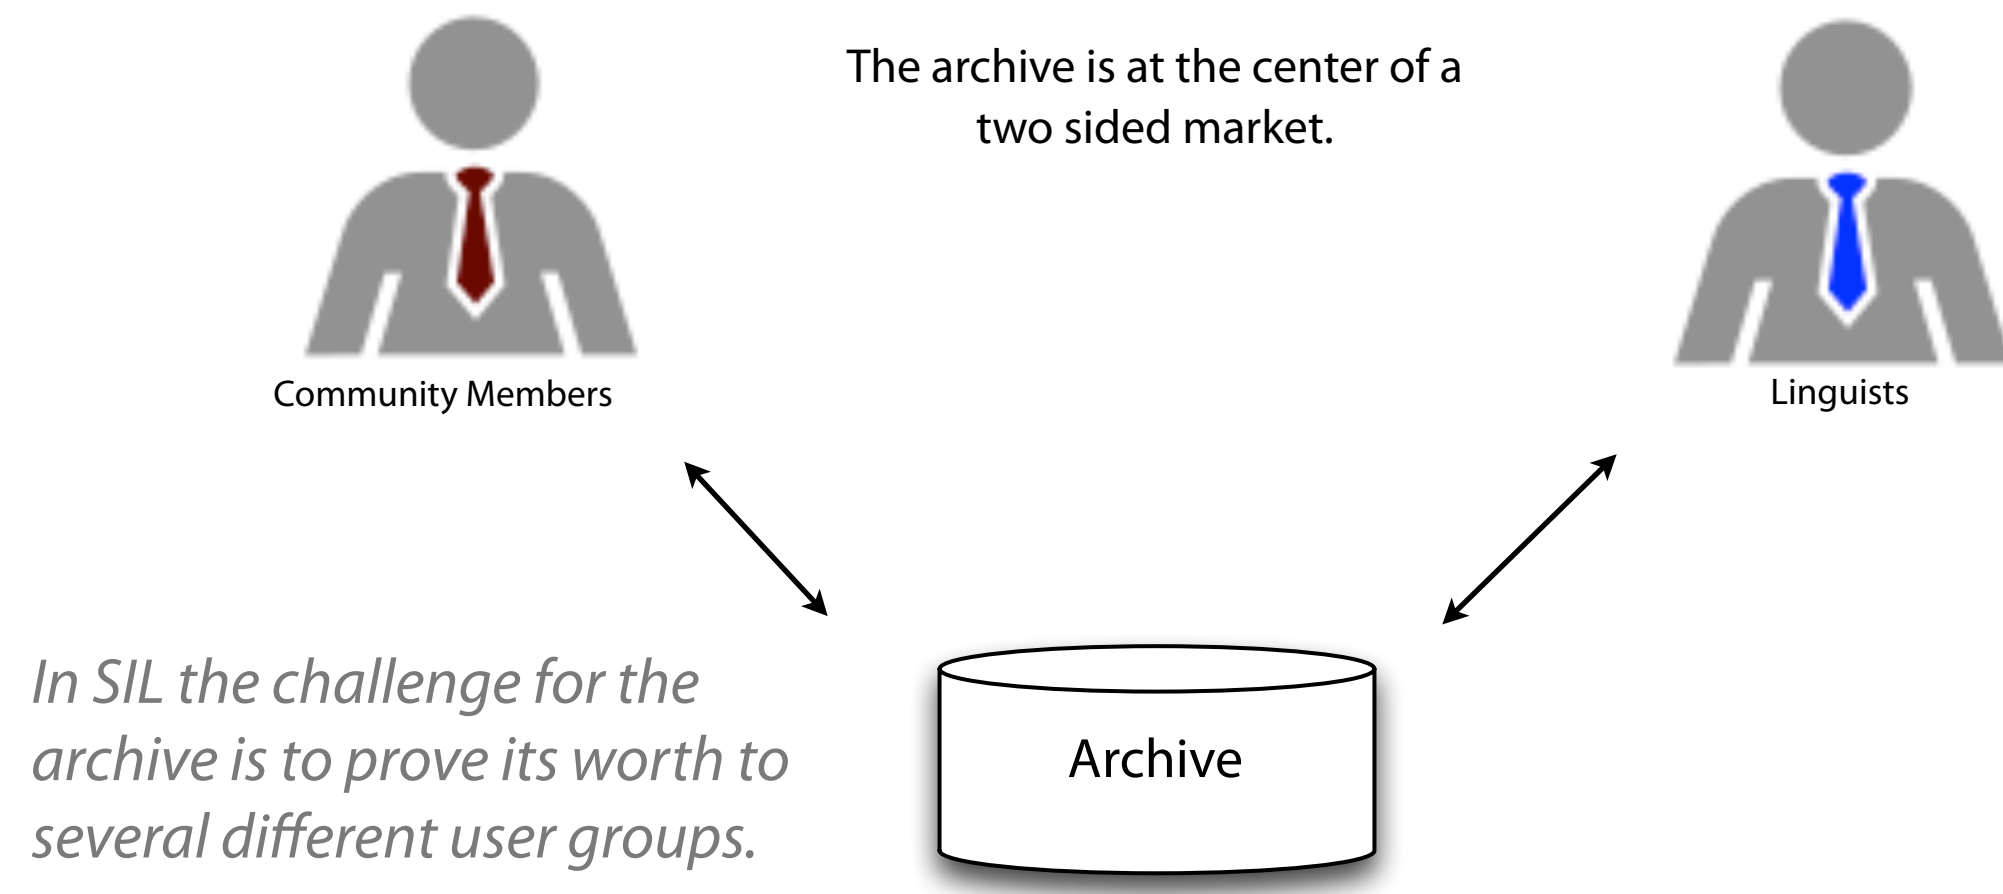 The archive is at the center of a
two sided market.
Community Members
Linguists
In SIL the challenge for the
archive is to prove its worth to
several different user groups.
Archive